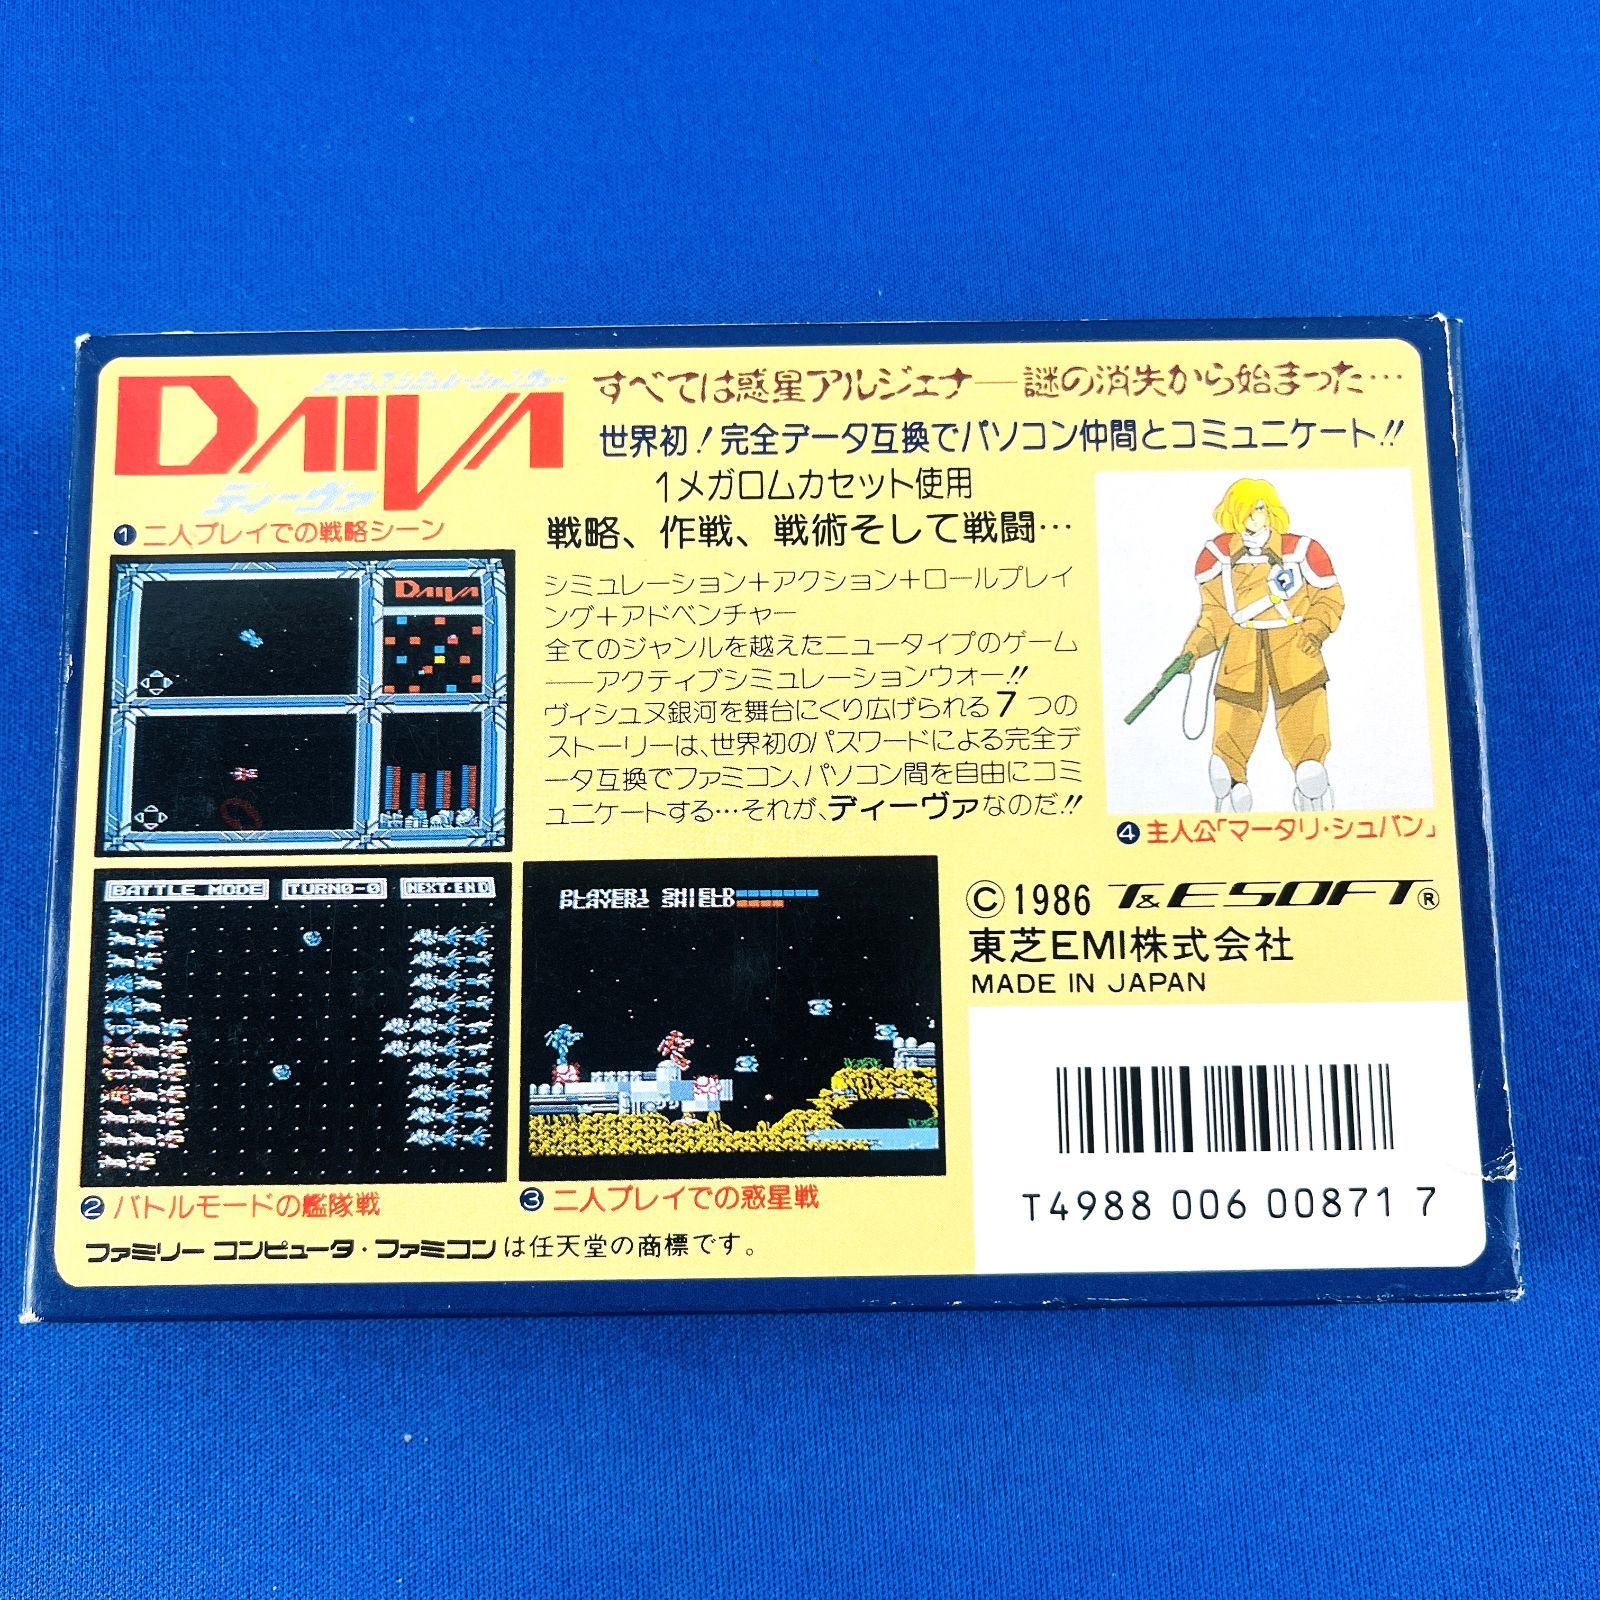 アクティブシミュレーションウォー
DAIVA
ディーヴァ
すべては惑星アルジェナ——謎の消失から始まった…
世界初!完全データ互換でパソコン仲間とコミュニケート!!
1メガロムカセット使用
戦略、作戦、戦術そして戦闘…
シミュレーション+アクション+ロールプレイ
ング+アドベンチャー
全てのジャンルを越えたニュータイプのゲーム
——アクティブシミュレーションウォー!!
ヴィシュヌ銀河を舞台にくり広げられる7つの
ストーリーは、世界初のパスワードによる完全デ
ータ互換でファミコン、パソコン間を自由にコミ
ュニケートする…それが、ディーヴァなのだ!!
❶二人プレイでの戦略シーン
DAIVA
❹主人公「マータリ・シュバン」
BATTLE MODE TURN0-0 NEXT・END
❷バトルモードの艦隊戦
PLAYER1 SHIELD
PLAYER2 SHIELD
❸二人プレイでの惑星戦
©1986 T&E SOFT®
東芝EMI株式会社
MADE IN JAPAN
T4988 006 00871 7
ファミリーコンピュータ・ファミコンは任天堂の商標です。